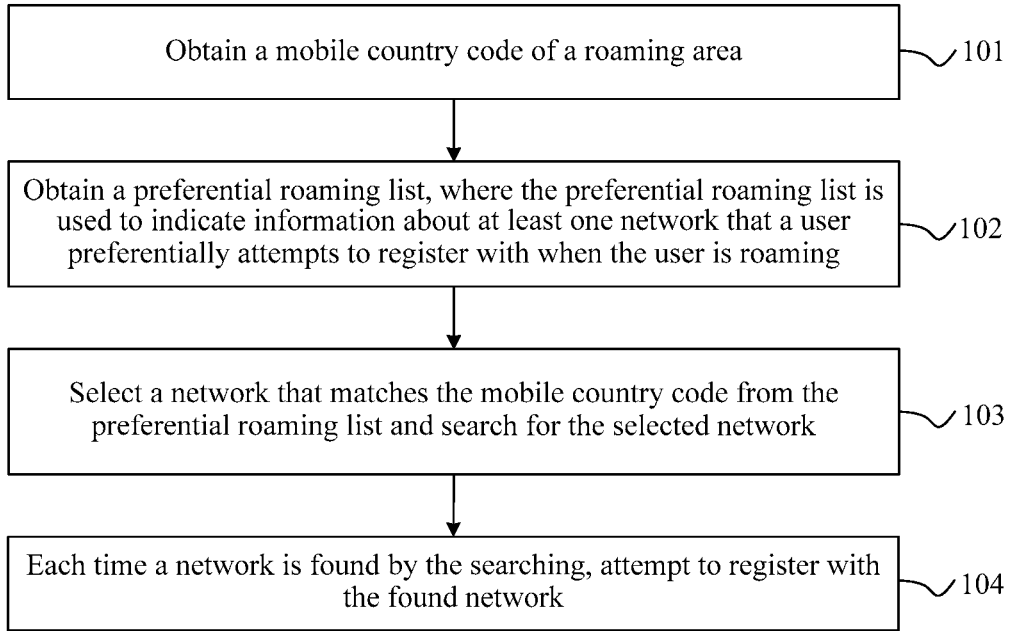 Obtain a mobile country code of a roaming area
101
Obtain a preferential roaming list, where the preferential roaming list is
used to indicate information about at least one network that a user
preferentially attempts to register with when the user is roaming
102
Select a network that matches the mobile country code from the
preferential roaming list and search for the selected network
103
Each time a network is found by the searching, attempt to register with
the found network
104